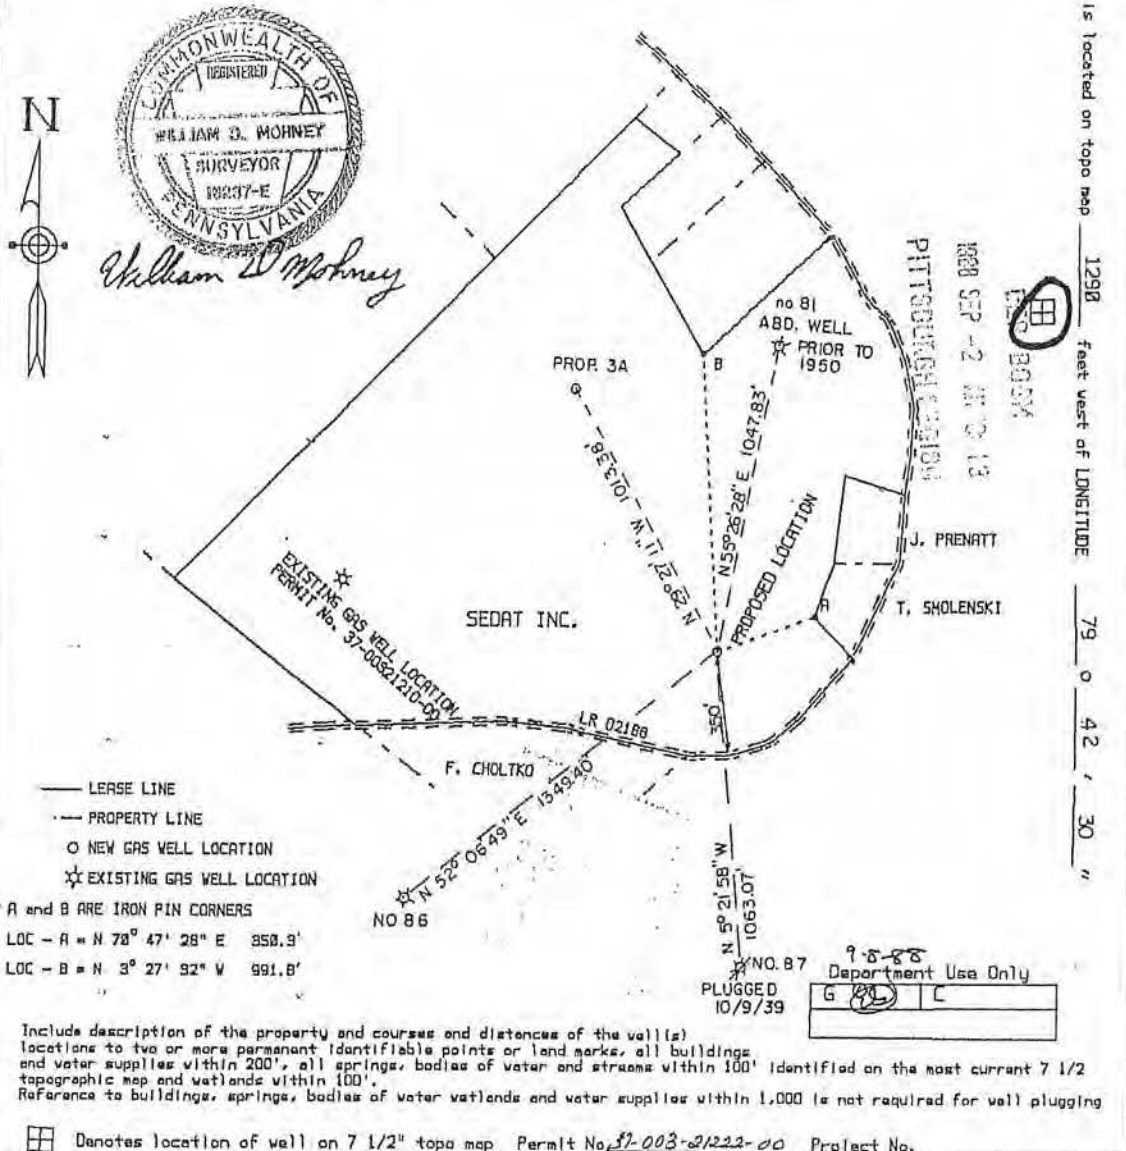 is located on topo map 1290 feet west of LONGITUDE 79 o 42 ' 30 "
COMMONWEALTH OF
REGISTERED
WILLIAM D. MOHNEY
SURVEYOR
18237-E
PENNSYLVANIA
William D Mohney
N
1988 SEP -2
no 81
ABD. WELL
PRIOR TO
1950
B
PROP. 3A
N 29° 27' 11" W 1013.38'
N 55° 26' 28" E 1047.83'
PROPOSED LOCATION
J. PRENATT
T. SMOLENSKI
A
EXISTING GAS WELL LOCATION
PERMIT No. 37-00321210-00
SEDAT INC.
350'
LR 02188
F. CHOLTKO
N 52° 06' 49" E 1349.40'
NO 86
N 5° 21' 58" W
1063.07'
NO. 87
PLUGGED
10/9/39
LEASE LINE
PROPERTY LINE
O NEW GAS WELL LOCATION
EXISTING GAS WELL LOCATION
A and B ARE IRON PIN CORNERS
LOC - A = N 70° 47' 28" E 350.3'
LOC - B = N 3° 27' 32" W 991.8'
9-8-88
Department Use Only
G C
Include description of the property and courses and distances of the well(s)
locations to two or more permanent identifiable points or land marks, all buildings
and water supplies within 200', all springs, bodies of water and streams within 100' identified on the most current 7 1/2
topographic map and wetlands within 100'.
Reference to buildings, springs, bodies of water wetlands and water supplies within 1,000 is not required for well plugging
Denotes location of well on 7 1/2" topo map Permit No. 37-003-21222-00 Project No.